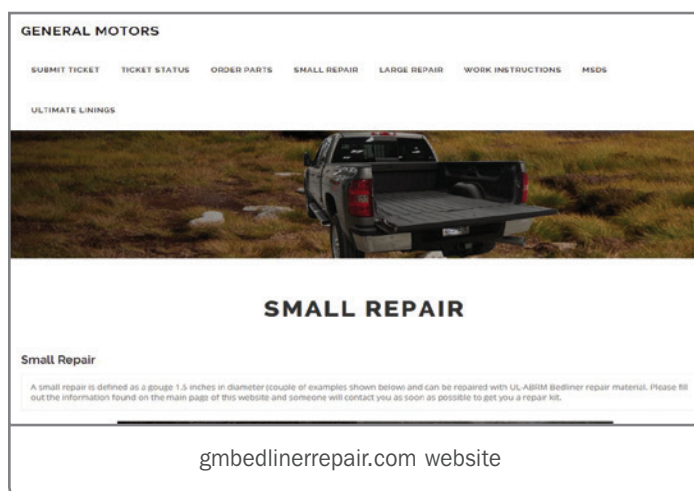 GENERAL MOTORS
SUBMIT TICKET TICKET STATUS ORDER PARTS SMALL REPAIR LARGE REPAIR WORK INSTRUCTIONS MSDS
ULTIMATE LININGS
SMALL REPAIR
Small Repair
A small repair is defined as a gouge 1.5 inches in diameter (couple of examples shown below) and can be repaired with UL-ABRM Bedliner repair material. Please fill
out the information found on the main page of this website and someone will contact you as soon as possible to get you a repair kit.
gmbedlinerrepair.com website